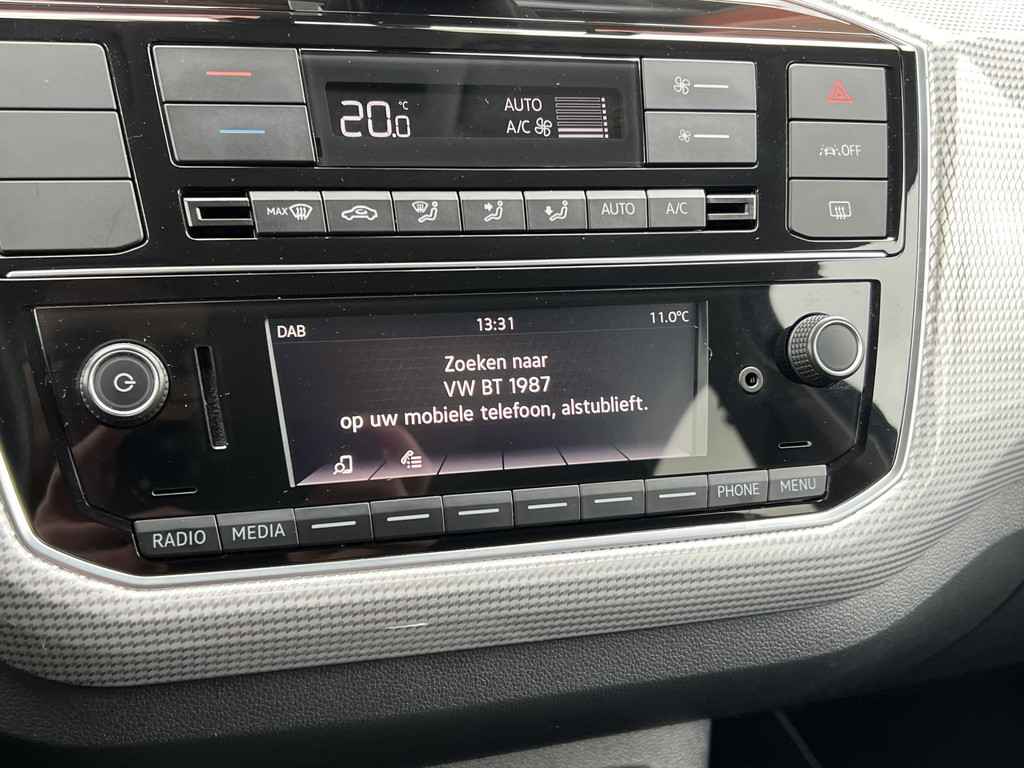 20.0 °C
AUTO
A/C
OFF
MAX
AUTO
A/C
DAB
13:31
11.0°C
Zoeken naar
VW BT 1987
op uw mobiele telefoon, alstublieft.
RADIO
MEDIA
PHONE
MENU